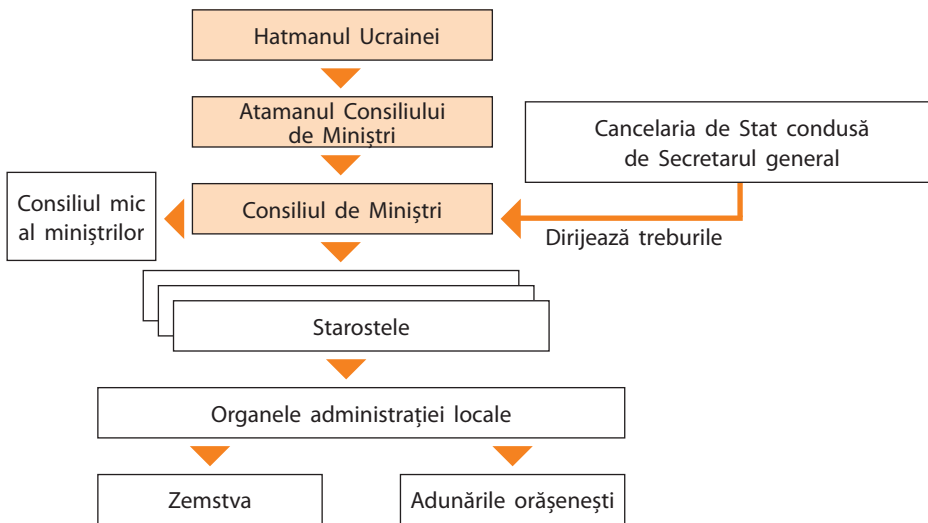 Hatmanul Ucrainei
Atamanul Consiliului
de Miniștri
Cancelaria de Stat condusă
de Secretarul general
Consiliul mic
al miniștrilor
Consiliul de Miniștri
Dirijează treburile
Starostele
Organele administrației locale
Zemstva
Adunările orășenești